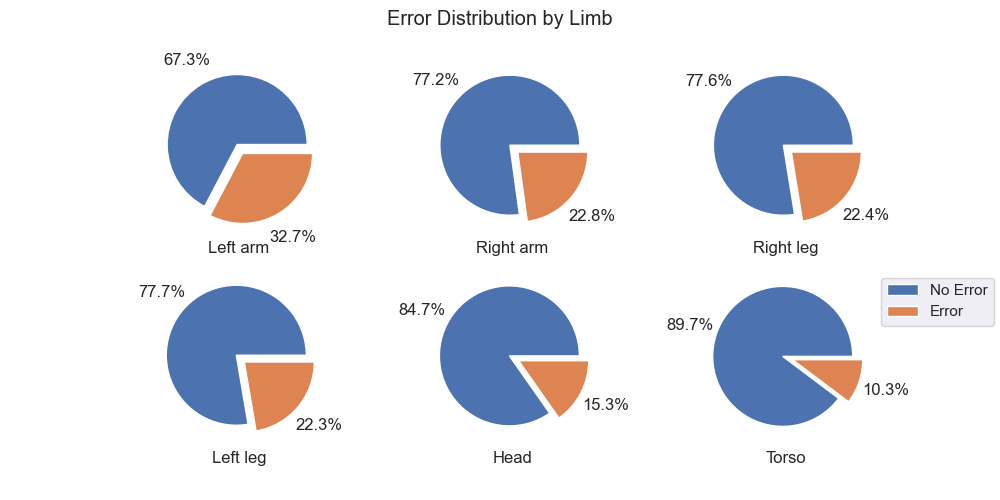 Error Distribution by Limb
67.3%
32.7%
Left arm
77.2%
22.8%
Right arm
77.6%
22.4%
Right leg
77.7%
22.3%
Left leg
84.7%
15.3%
Head
89.7%
10.3%
Torso
No Error
Error